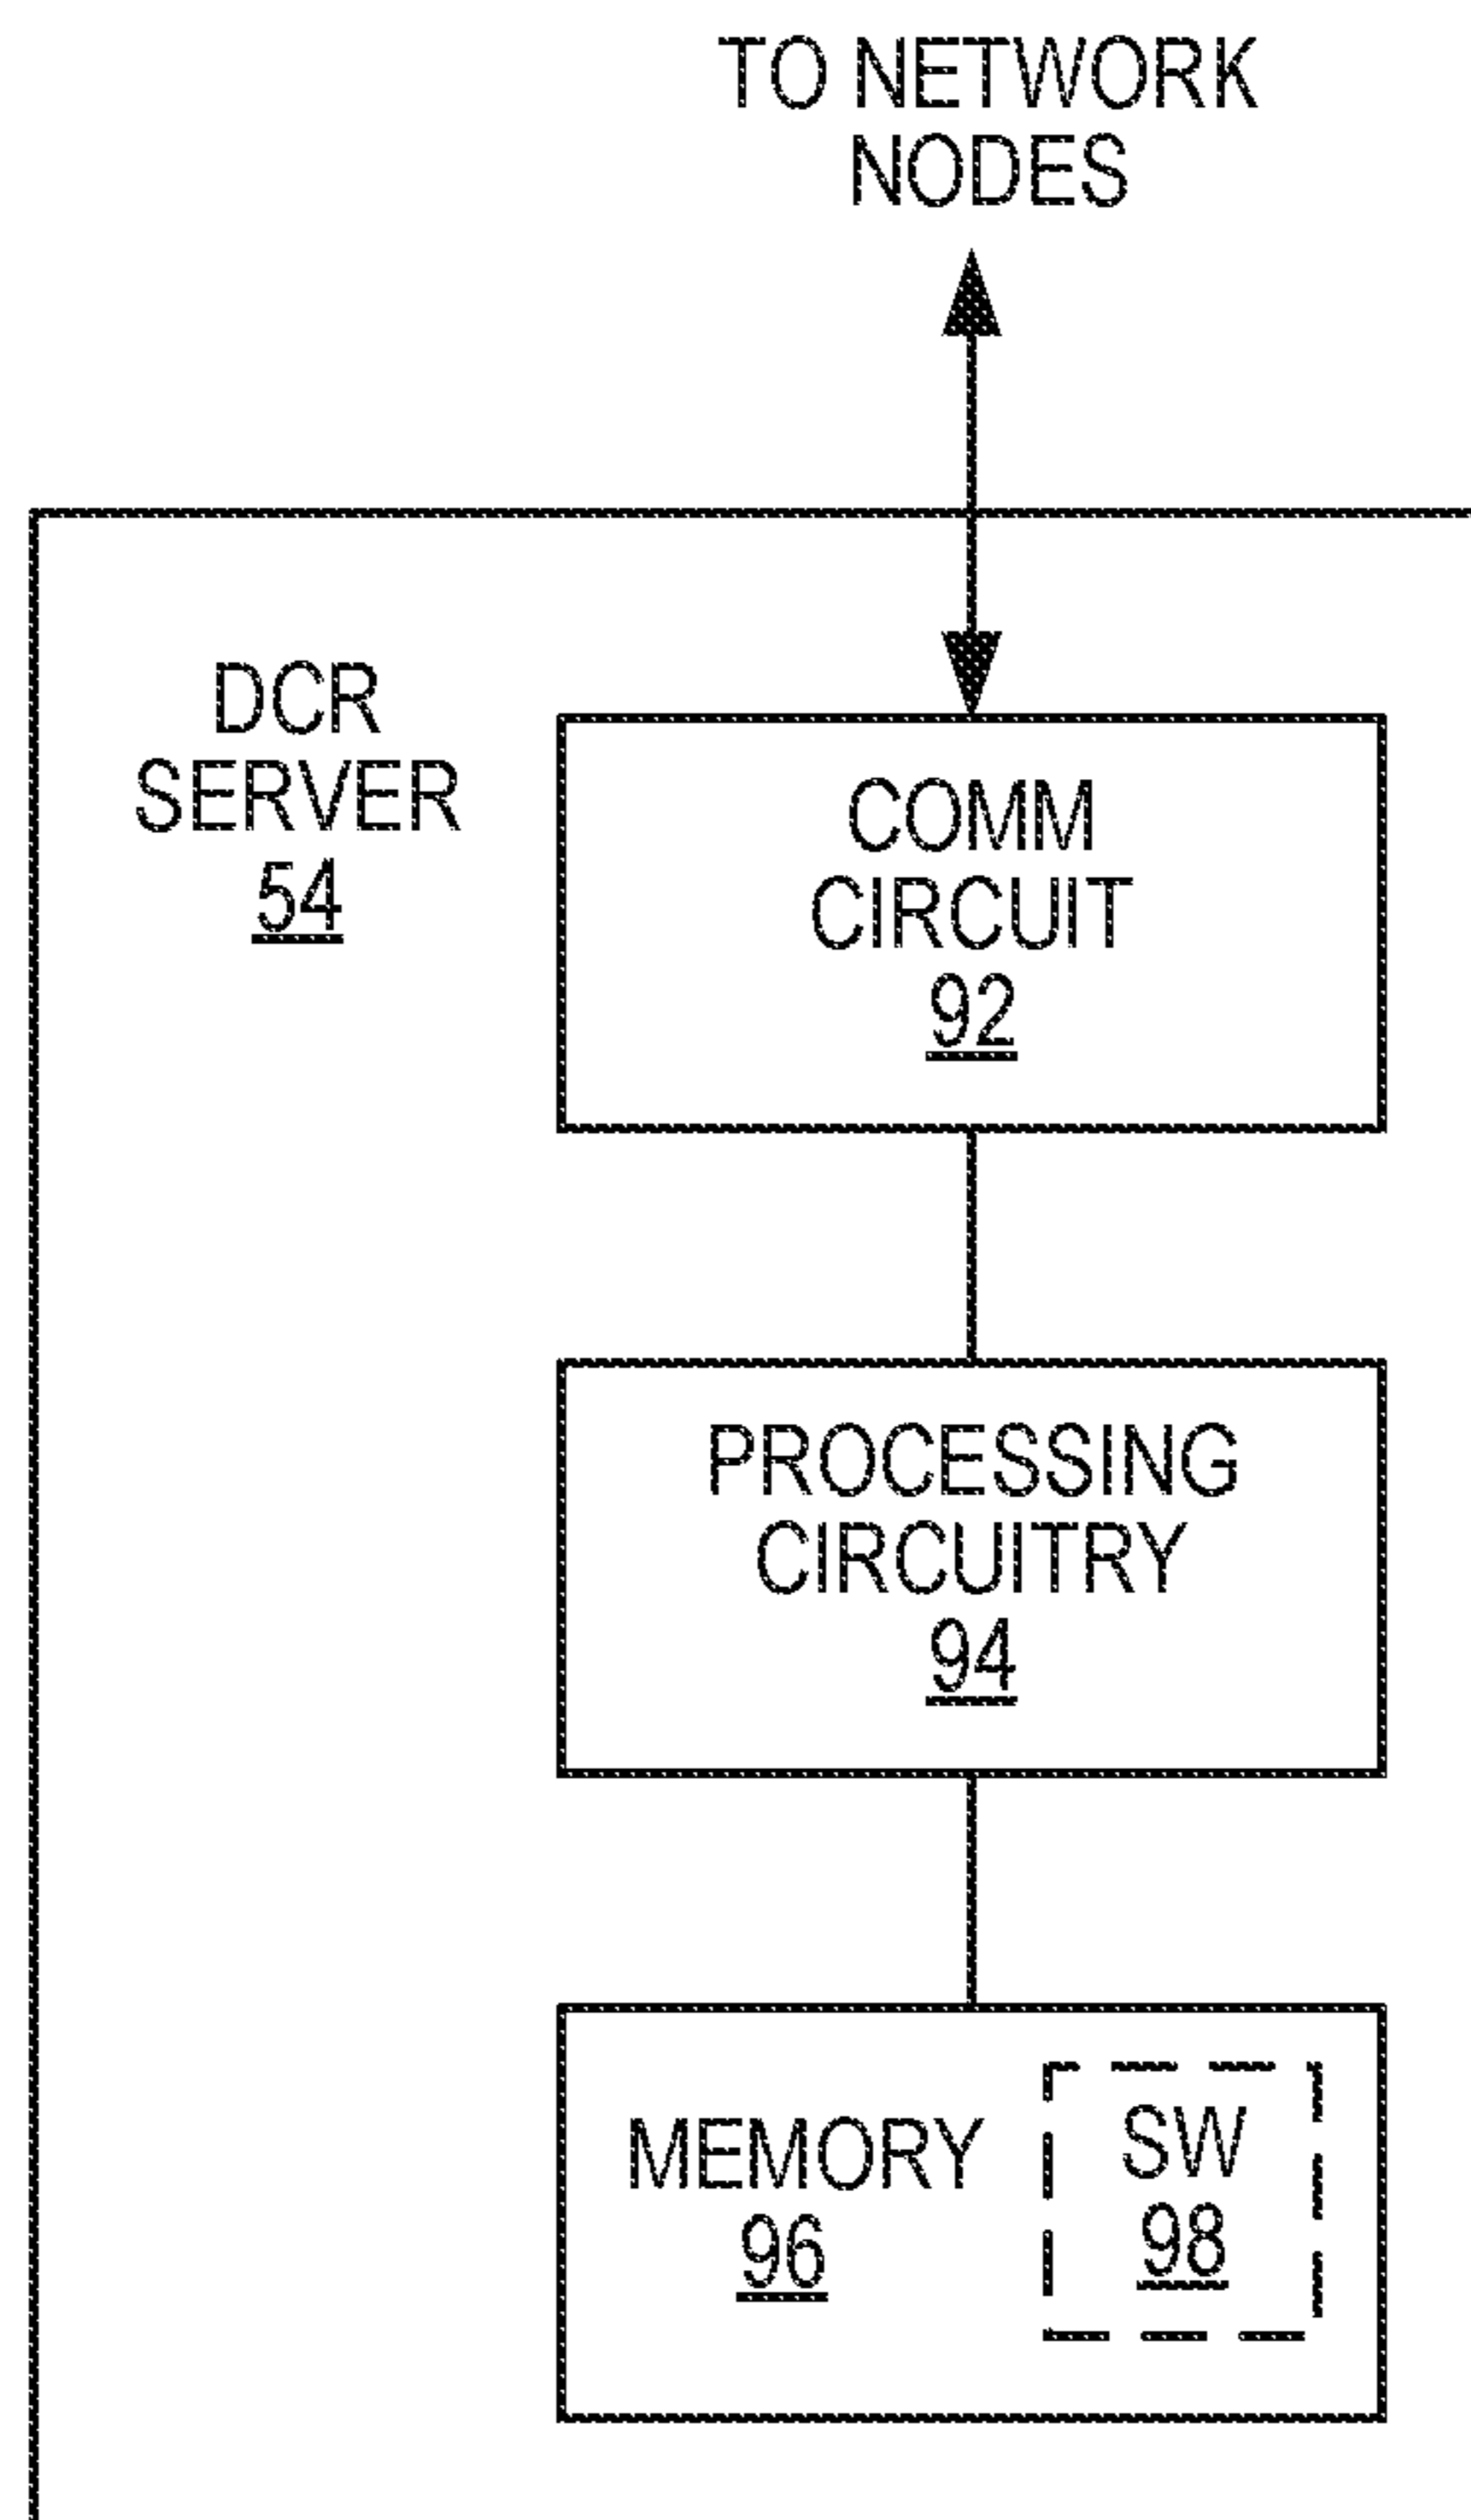 TO NETWORK
NODES
DCR
SERVER
54
COMM
CIRCUIT
92
PROCESSING
CIRCUITRY
94
MEMORY
96
SW
98